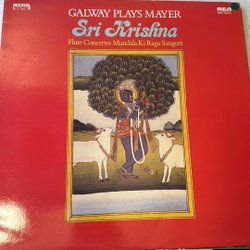 GALWAY PLAYS MAYER
Sri Krishna
Flute Concerto·Mandala Ki Raga Sangeet
RCA